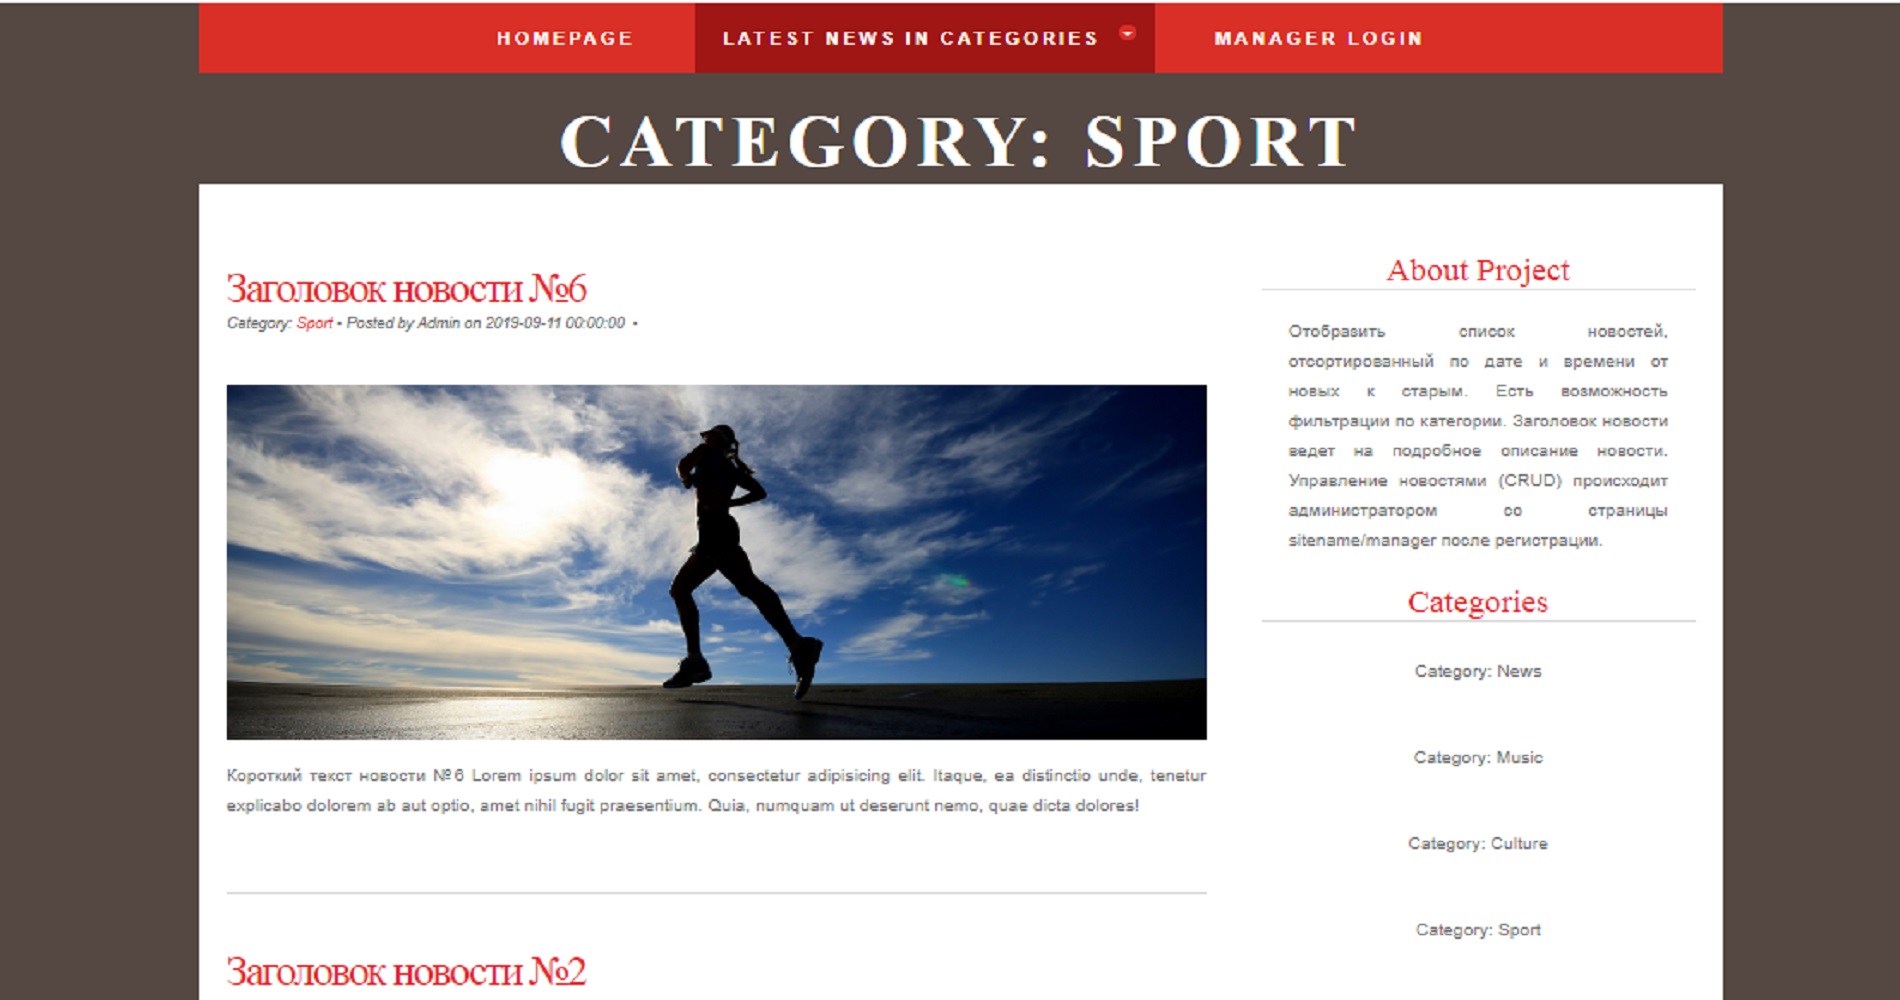 HOMEPAGE LATEST NEWS IN CATEGORIES MANAGER LOGIN
CATEGORY: SPORT
Заголовок новости №6
Category: Sport • Posted by Admin on 2019-09-11 00:00:00 •
Короткий текст новости №6 Lorem ipsum dolor sit amet, consectetur adipisicing elit. Itaque, ea distinctio unde, tenetur
explicabo dolorem ab aut optio, amet nihil fugit praesentium. Quia, numquam ut deserunt nemo, quae dicta dolores!
Заголовок новости №2
About Project
Отобразить список новостей,
отсортированный по дате и времени от
новых к старым. Есть возможность
фильтрации по категории. Заголовок новости
ведет на подробное описание новости.
Управление новостями (CRUD) происходит
администратором со страницы
sitename/manager после регистрации.
Categories
Category: News
Category: Music
Category: Culture
Category: Sport